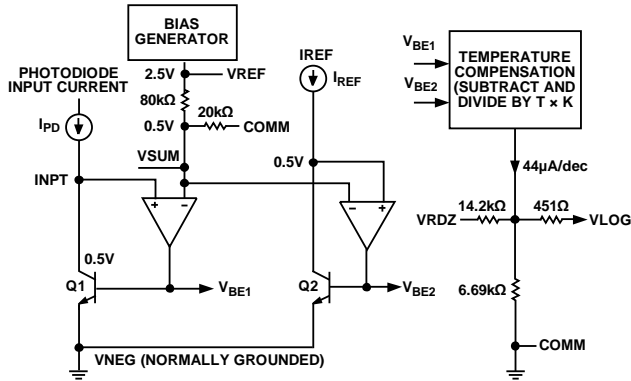 BIAS
GENERATOR
PHOTODIODE
INPUT CURRENT
IPD
2.5V
VREF
80kΩ
20kΩ
0.5V
COMM
VSUM
INPT
IREF
IREF
0.5V
+
–
–
+
0.5V
Q1
VBE1
Q2
VBE2
VNEG (NORMALLY GROUNDED)
VBE1
VBE2
TEMPERATURE
COMPENSATION
(SUBTRACT AND
DIVIDE BY T × K
44µA/dec
14.2kΩ
451Ω
VRDZ
VLOG
6.69kΩ
COMM